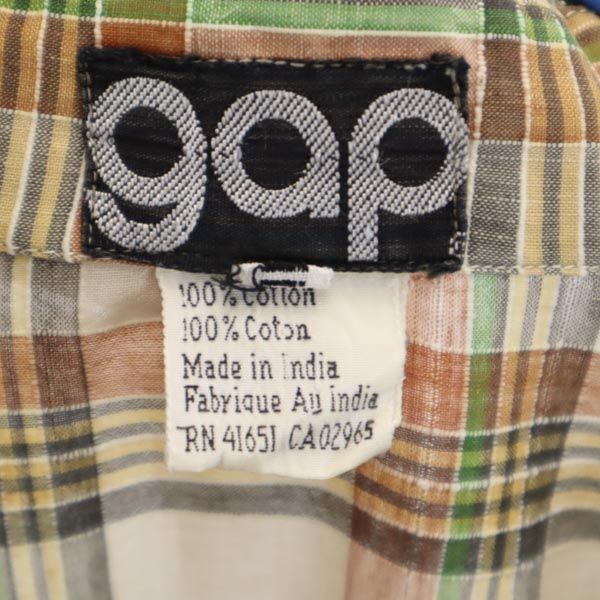 gap
100% Cotton
100% Coton
Made in India
Fabrique Au india
RN 41651 CA02965